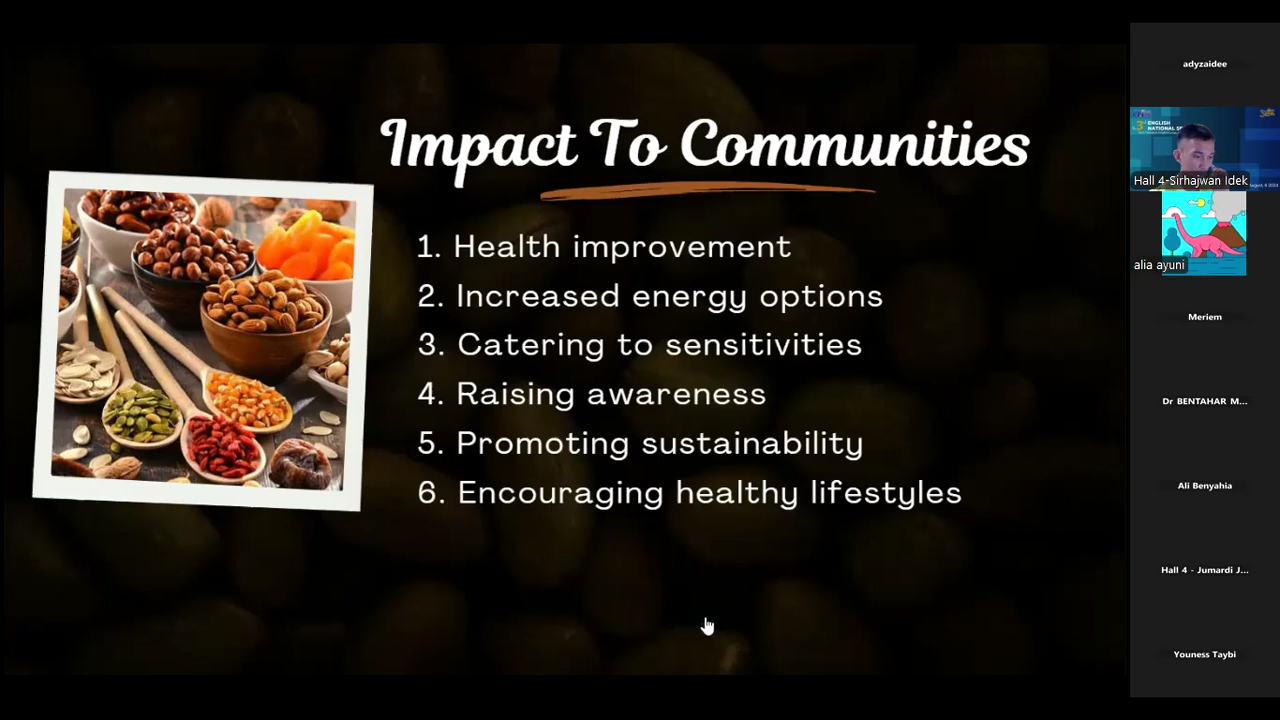 Impact To Communities
1. Health improvement
2. Increased energy options
3. Catering to sensitivities
4. Raising awareness
5. Promoting sustainability
6. Encouraging healthy lifestyles
adyzaidee
ENGLISH
Hall 4-Sirhajwan Idek
alia ayuni
Meriem
Dr BENTAHAR M...
Ali Benyahia
Hall 4 - Jumardi J...
Youness Taybi